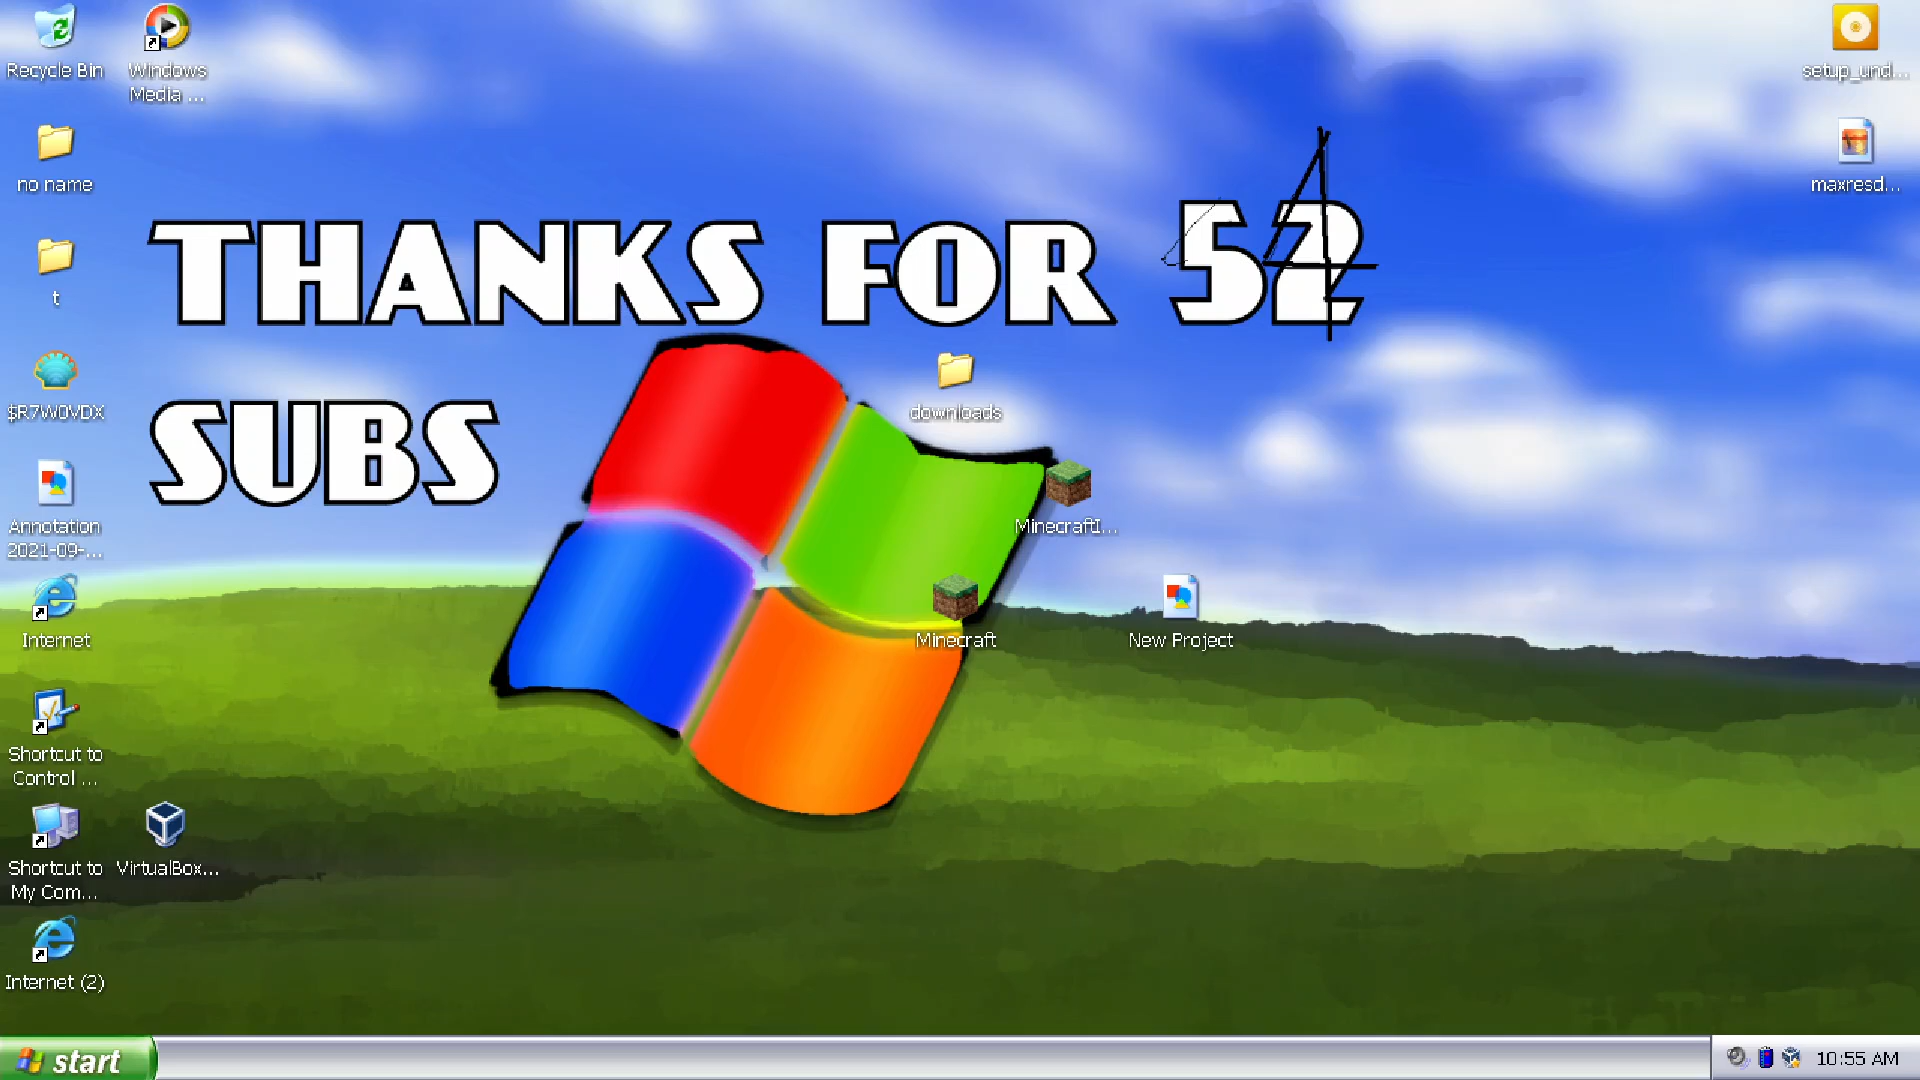 Recycle Bin
Windows
Media ...
setup_und...
no name
maxresd...
THANKS FOR 52
4
SUBS
t
downloads
$R7W0VDX
Annotation
2021-09-...
MinecraftI...
Internet
Minecraft
New Project
Shortcut to
Control ...
Shortcut to
My Com...
VirtualBox...
Internet (2)
start
10:55 AM